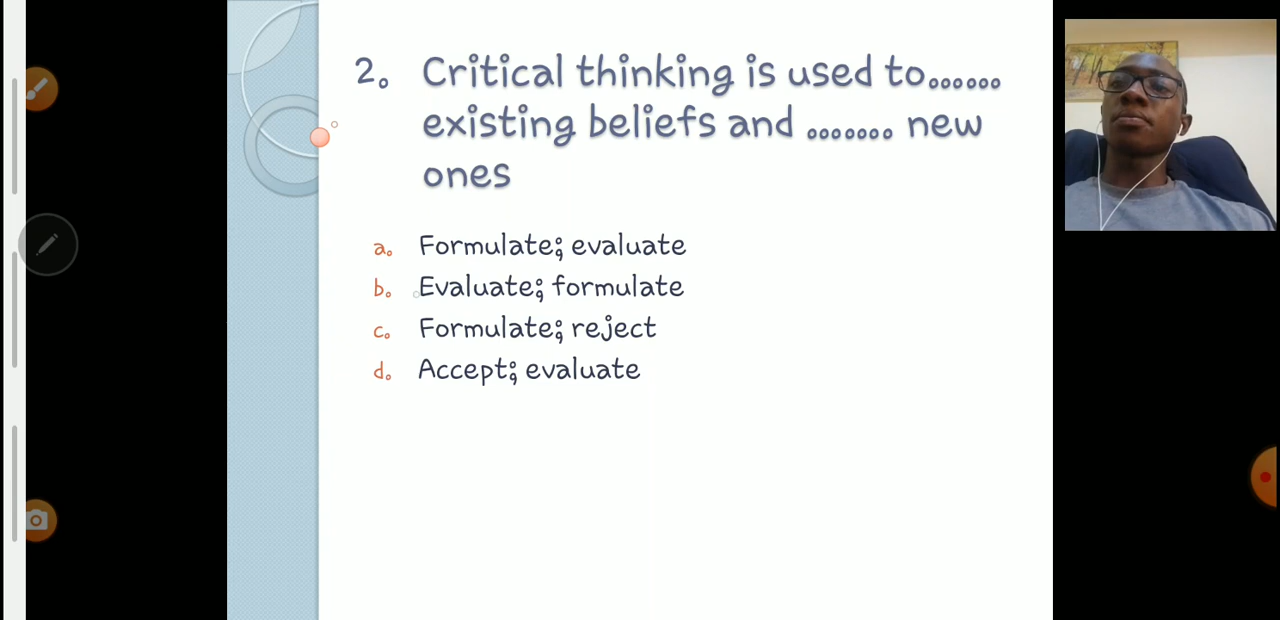 2. Critical thinking is used to......
existing beliefs and ....... new
ones
a. Formulate; evaluate
b. Evaluate; formulate
c. Formulate; reject
d. Accept; evaluate